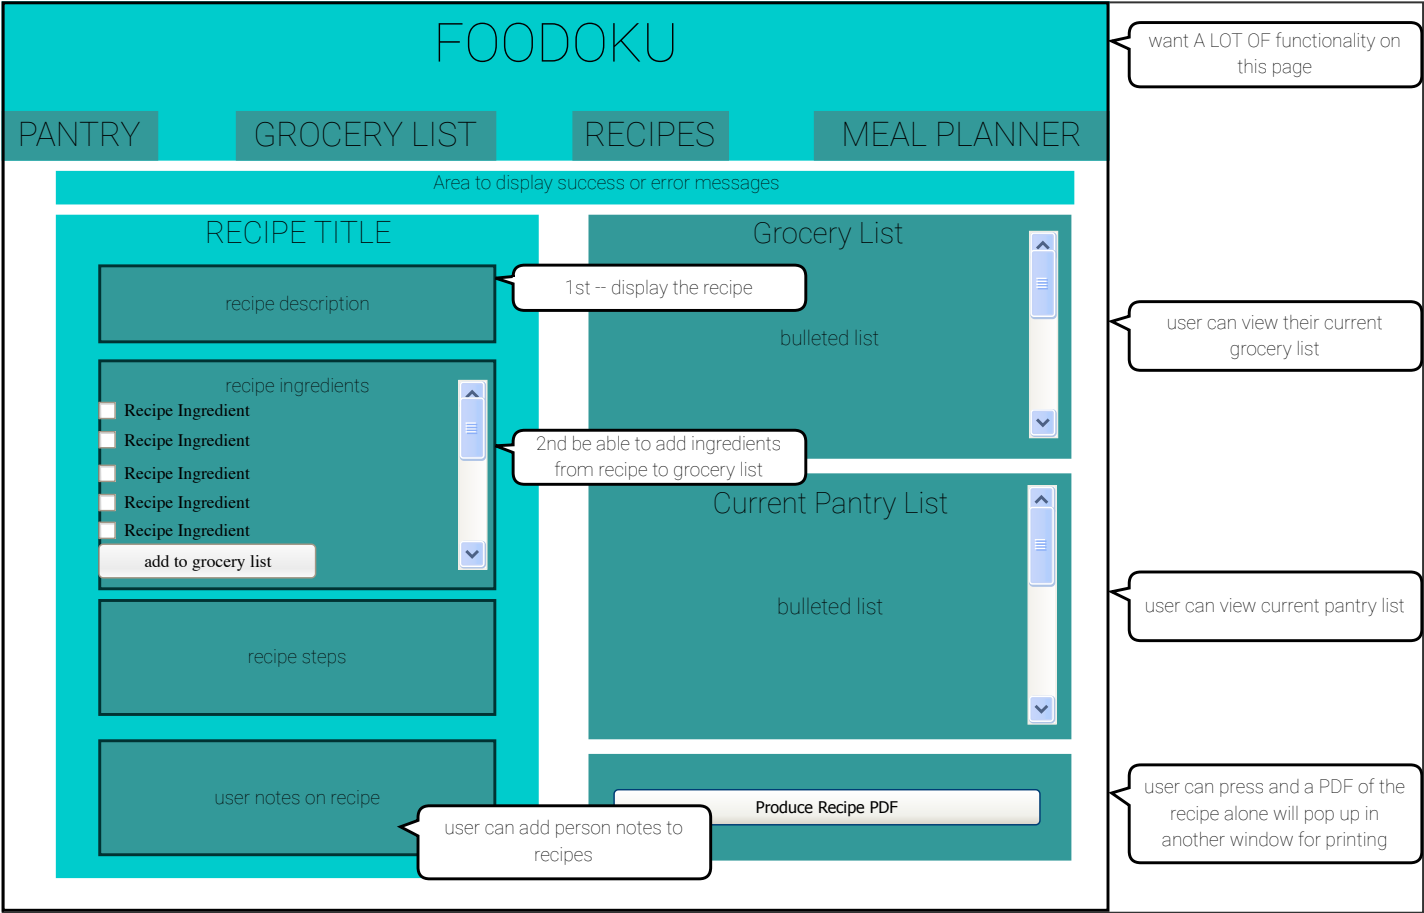 FOODOKU
want A LOT OF functionality on
this page
PANTRY
GROCERY LIST
RECIPES
MEAL PLANNER
Area to display success or error messages
RECIPE TITLE
recipe description
1st -- display the recipe
recipe ingredients
Recipe Ingredient
Recipe Ingredient
Recipe Ingredient
Recipe Ingredient
Recipe Ingredient
add to grocery list
2nd be able to add ingredients
from recipe to grocery list
recipe steps
user notes on recipe
user can add person notes to
recipes
Grocery List
bulleted list
user can view their current
grocery list
Current Pantry List
bulleted list
user can view current pantry list
Produce Recipe PDF
user can press and a PDF of the
recipe alone will pop up in
another window for printing